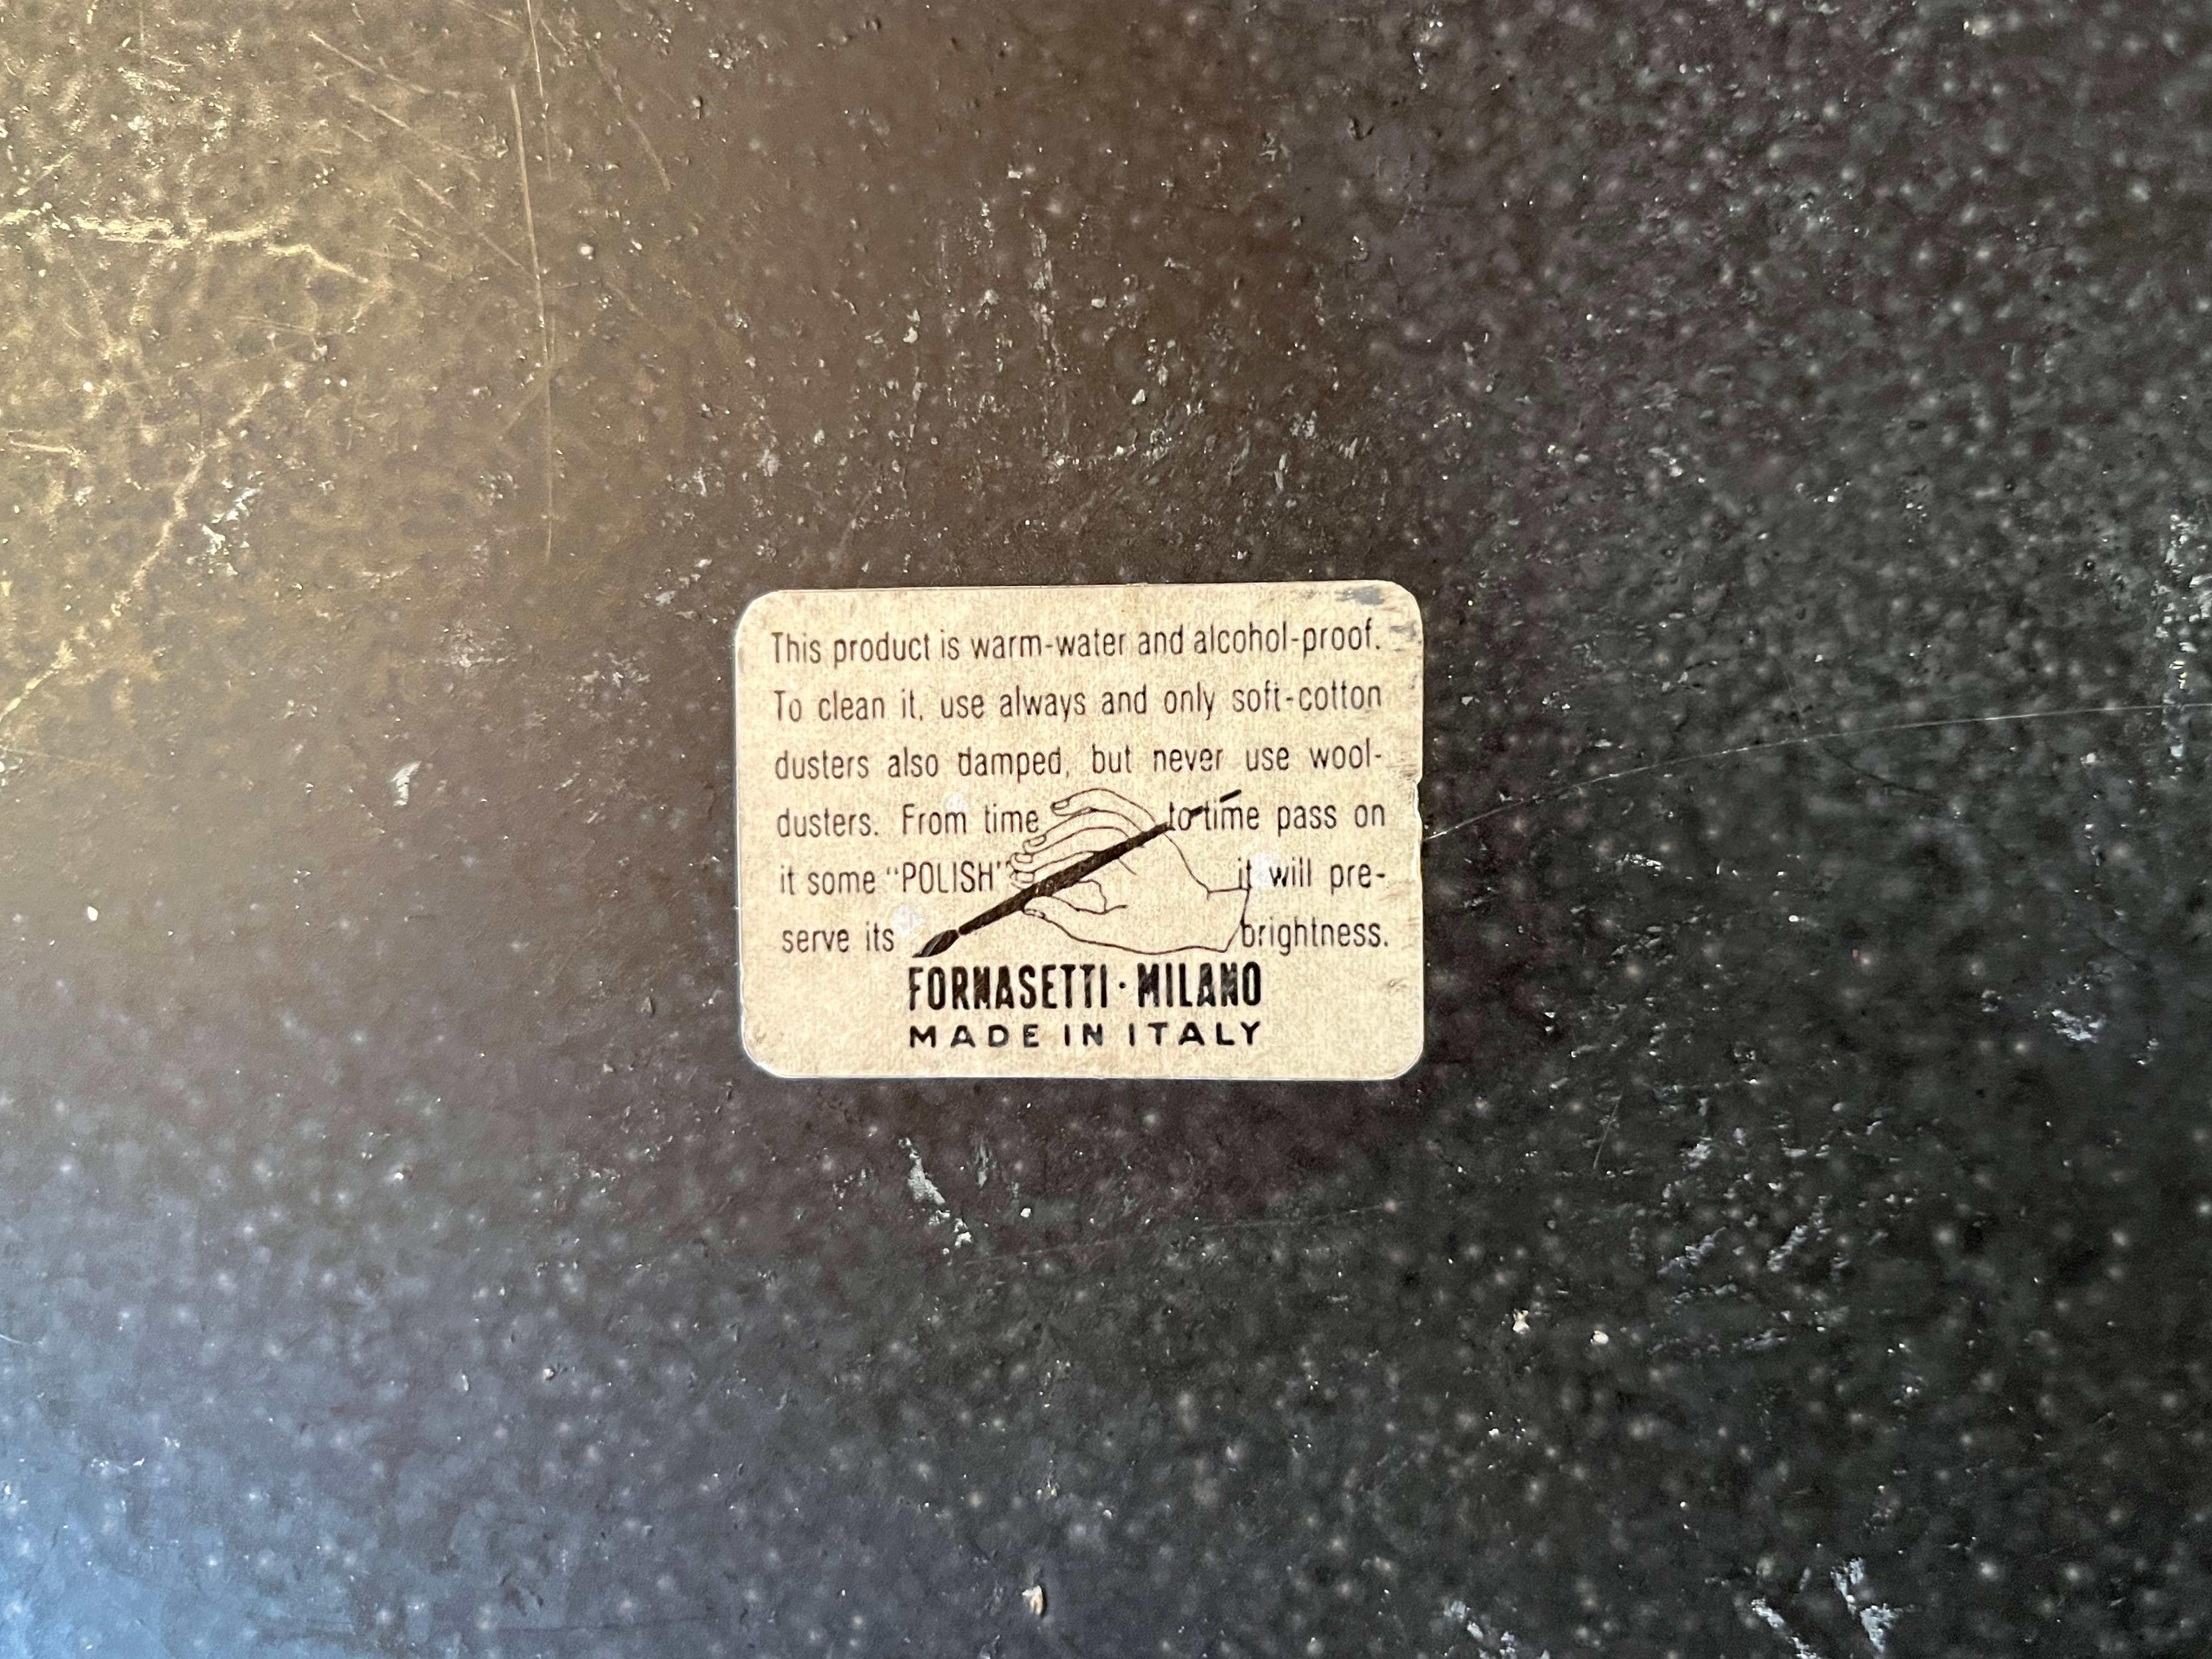 This product is warm-water and alcohol-proof.
To clean it, use always and only soft-cotton
dusters also damped, but never use wool-
dusters. From time to time pass on
it some "POLISH" it will pre-
serve its brightness.
FORNASETTI · MILANO
MADE IN ITALY